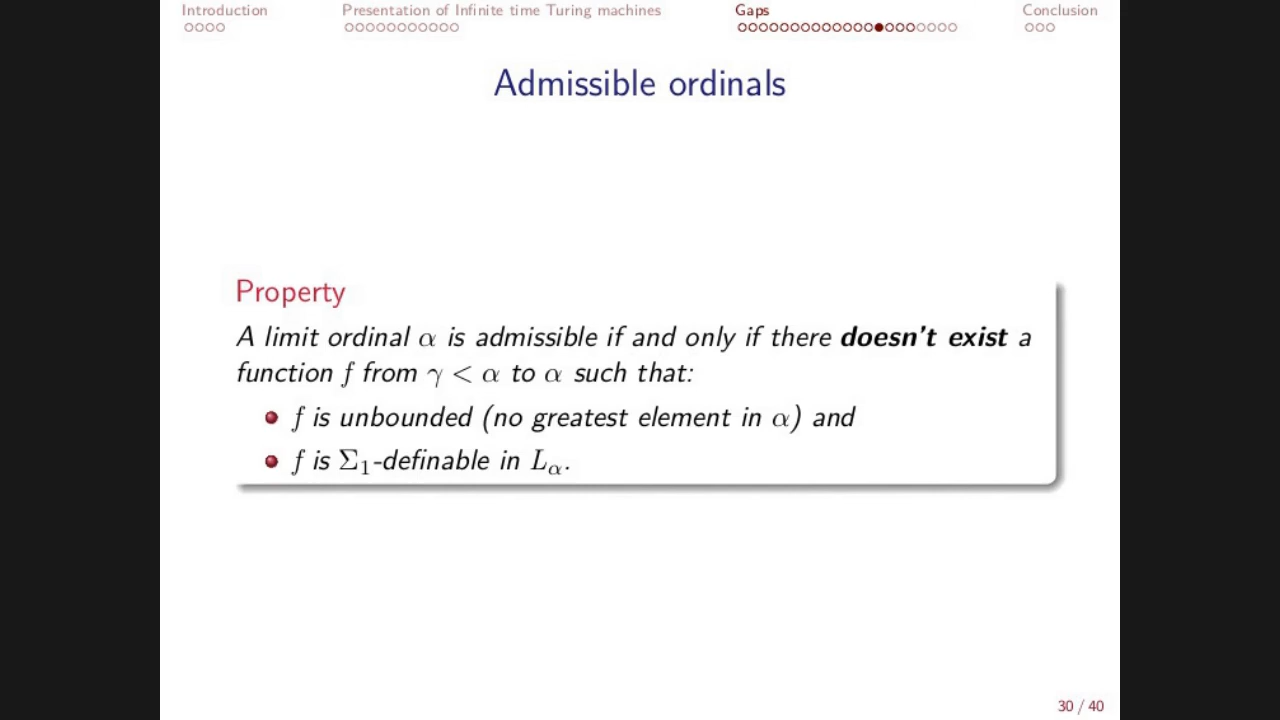 Introduction Presentation of Infinite time Turing machines Gaps Conclusion
Admissible ordinals
Property
A limit ordinal α is admissible if and only if there doesn't exist a
function f from γ < α to α such that:
f is unbounded (no greatest element in α) and
f is Σ₁-definable in Lα.
30 / 40